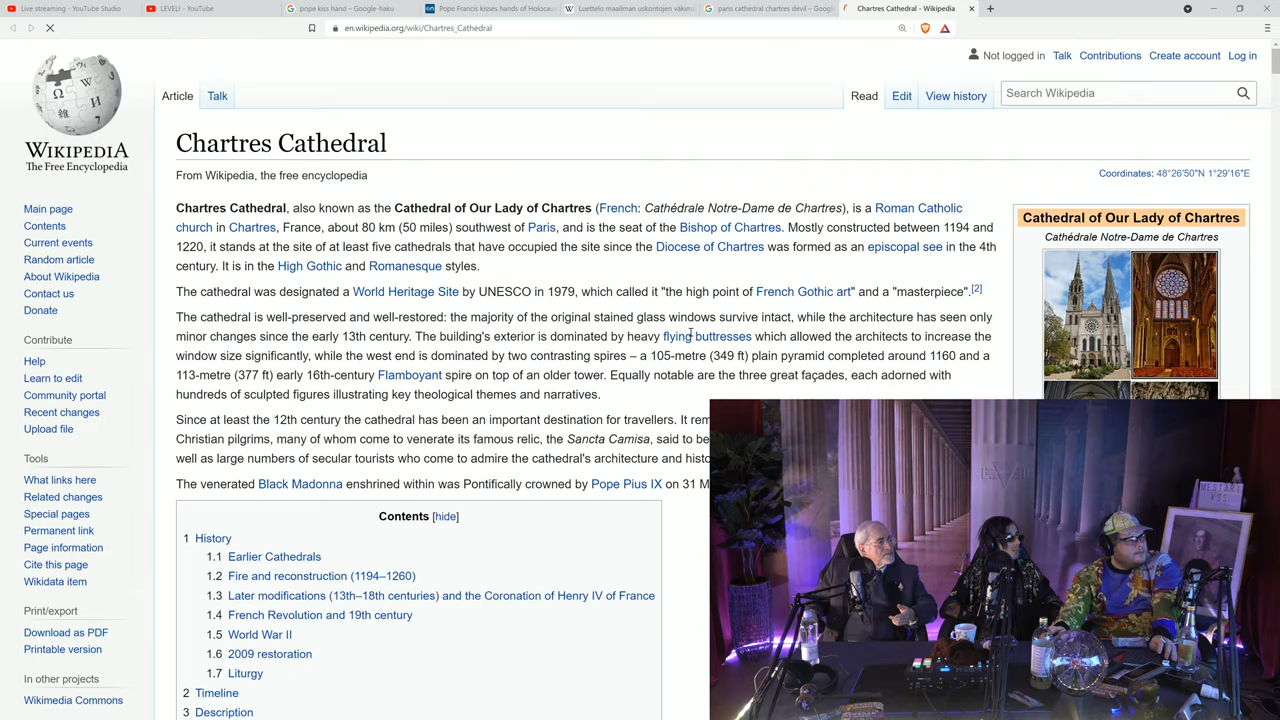 Live streaming - YouTube Studio
LEVELI - YouTube
pope kiss hand – Google-haku
Pope Francis kisses hands of Holocau
Luettelo maailman uskontojen väkim
paris cathedral chartres devil – Googl
Chartres Cathedral - Wikipedia
en.wikipedia.org/wiki/Chartres_Cathedral
Not logged in Talk Contributions Create account Log in
Article Talk Read Edit View history Search Wikipedia
WIKIPEDIA
The Free Encyclopedia
Main page
Contents
Current events
Random article
About Wikipedia
Contact us
Donate
Contribute
Help
Learn to edit
Community portal
Recent changes
Upload file
Tools
What links here
Related changes
Special pages
Permanent link
Page information
Cite this page
Wikidata item
Print/export
Download as PDF
Printable version
In other projects
Wikimedia Commons
Chartres Cathedral
From Wikipedia, the free encyclopedia
Coordinates: 48°26′50″N 1°29′16″E
Chartres Cathedral, also known as the Cathedral of Our Lady of Chartres (French: Cathédrale Notre-Dame de Chartres), is a Roman Catholic
church in Chartres, France, about 80 km (50 miles) southwest of Paris, and is the seat of the Bishop of Chartres. Mostly constructed between 1194 and
1220, it stands at the site of at least five cathedrals that have occupied the site since the Diocese of Chartres was formed as an episcopal see in the 4th
century. It is in the High Gothic and Romanesque styles.
The cathedral was designated a World Heritage Site by UNESCO in 1979, which called it "the high point of French Gothic art" and a "masterpiece".[2]
The cathedral is well-preserved and well-restored: the majority of the original stained glass windows survive intact, while the architecture has seen only
minor changes since the early 13th century. The building's exterior is dominated by heavy flying buttresses which allowed the architects to increase the
window size significantly, while the west end is dominated by two contrasting spires – a 105-metre (349 ft) plain pyramid completed around 1160 and a
113-metre (377 ft) early 16th-century Flamboyant spire on top of an older tower. Equally notable are the three great façades, each adorned with
hundreds of sculpted figures illustrating key theological themes and narratives.
Since at least the 12th century the cathedral has been an important destination for travellers. It rem
Christian pilgrims, many of whom come to venerate its famous relic, the Sancta Camisa, said to be
well as large numbers of secular tourists who come to admire the cathedral's architecture and histo
The venerated Black Madonna enshrined within was Pontifically crowned by Pope Pius IX on 31 M
Contents [hide]
1 History
1.1 Earlier Cathedrals
1.2 Fire and reconstruction (1194–1260)
1.3 Later modifications (13th–18th centuries) and the Coronation of Henry IV of France
1.4 French Revolution and 19th century
1.5 World War II
1.6 2009 restoration
1.7 Liturgy
2 Timeline
3 Description
Cathedral of Our Lady of Chartres
Cathédrale Notre-Dame de Chartres